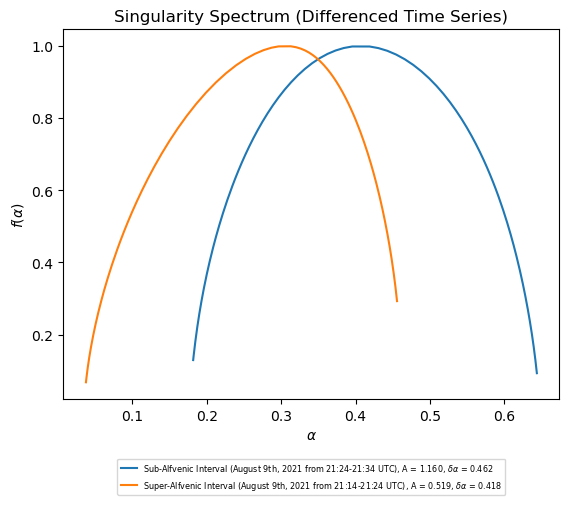 Singularity Spectrum (Differenced Time Series)
1.0
0.8
0.6
0.4
0.2
f(α)
0.1 0.2 0.3 0.4 0.5 0.6
α
Sub-Alfvenic Interval (August 9th, 2021 from 21:24-21:34 UTC), A = 1.160, δα = 0.462
Super-Alfvenic Interval (August 9th, 2021 from 21:14-21:24 UTC), A = 0.519, δα = 0.418